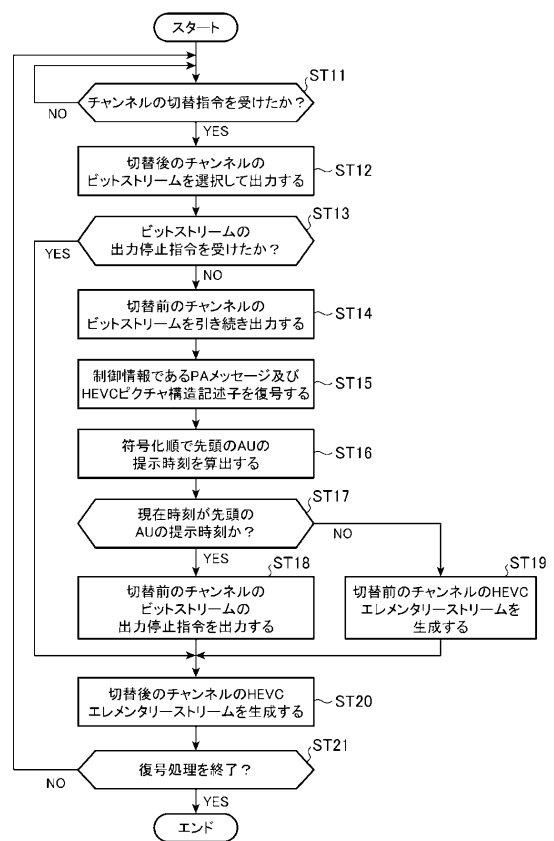 スタート
ST11
チャンネルの切替指令を受けたか？
NO
YES
切替後のチャンネルの
ビットストリームを選択して出力する
ST12
ST13
ビットストリームの
出力停止指令を受けたか？
YES
NO
切替前のチャンネルの
ビットストリームを引き続き出力する
ST14
制御情報であるPAメッセージ及び
HEVCピクチャ構造記述子を復号する
ST15
符号化順で先頭のAUの
提示時刻を算出する
ST16
ST17
現在時刻が先頭の
AUの提示時刻か？
NO
YES
ST18
切替前のチャンネルの
ビットストリームの
出力停止指令を出力する
ST19
切替前のチャンネルのHEVC
エレメンタリーストリームを
生成する
切替後のチャンネルのHEVC
エレメンタリーストリームを生成する
ST20
ST21
復号処理を終了？
NO
YES
エンド